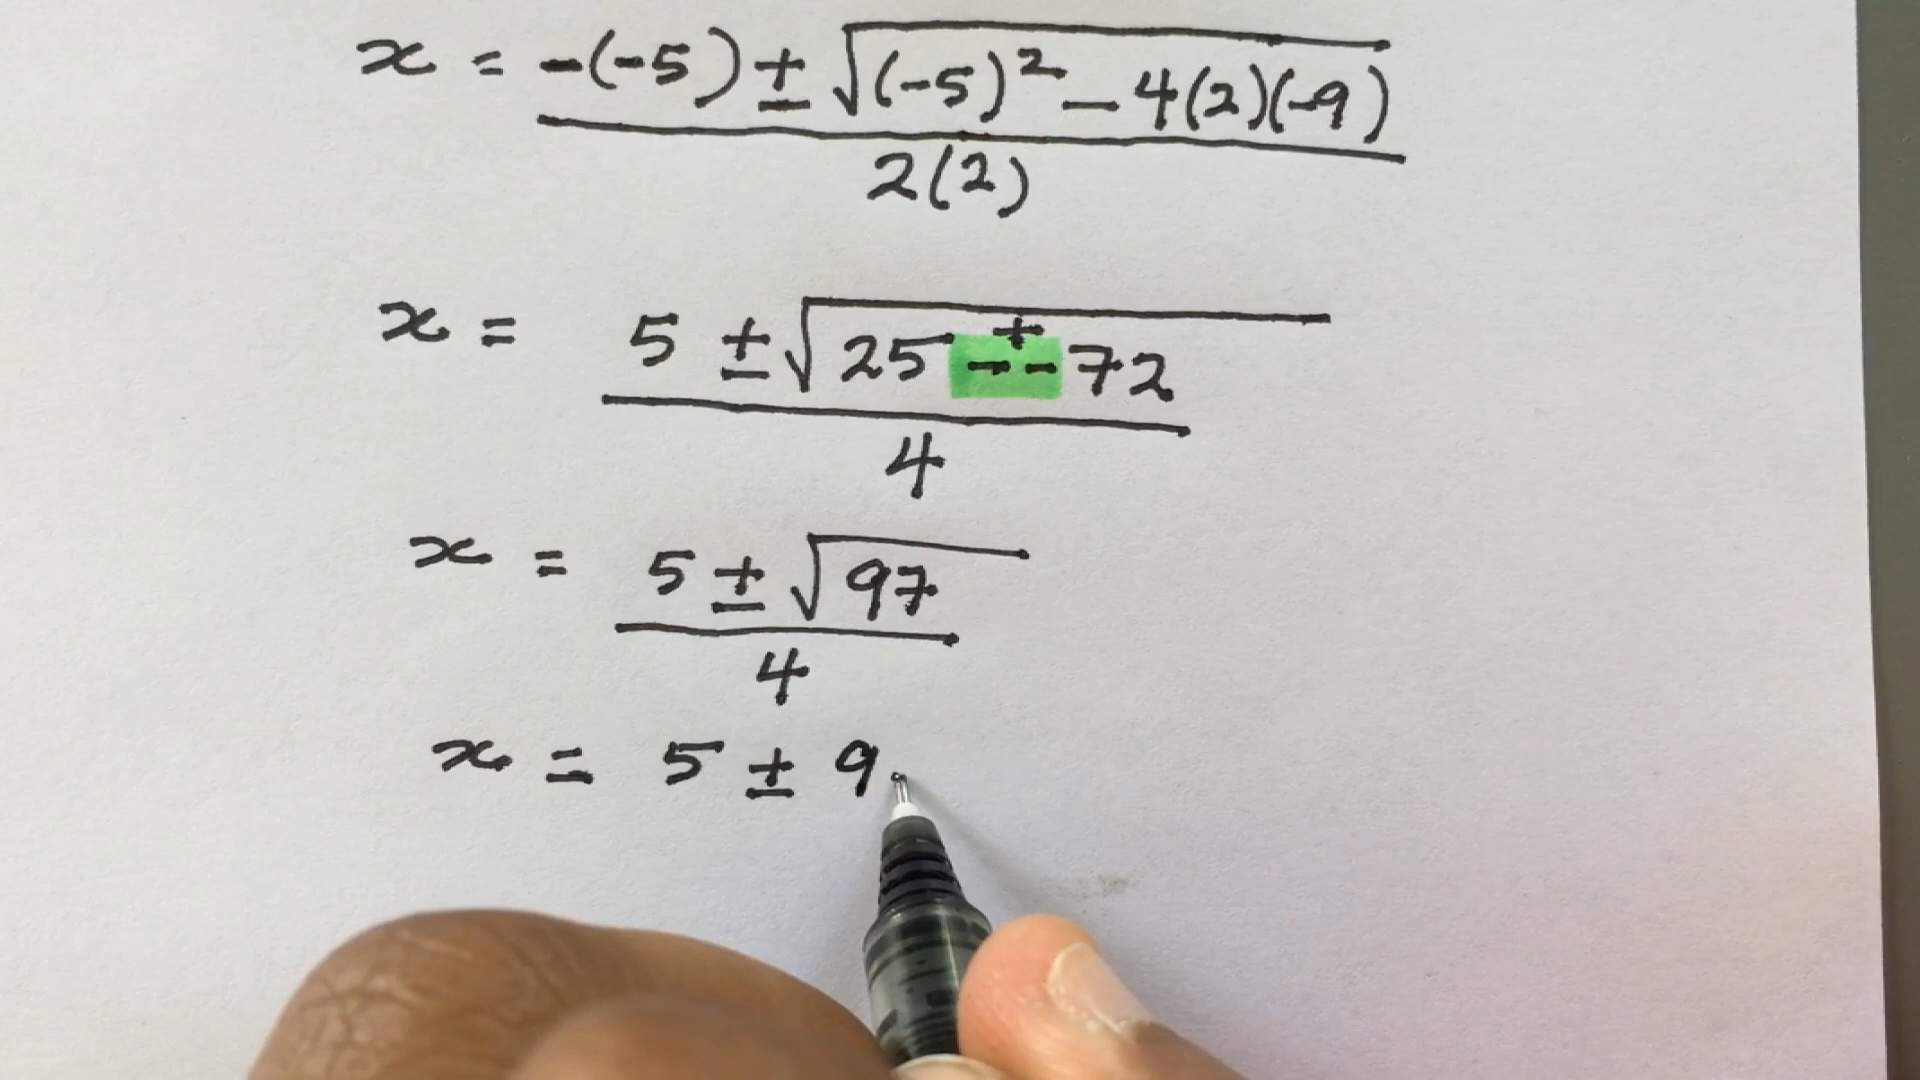 x = -(-5) ± √(-5)² - 4(2)(-9)
2(2)
x = 5 ± √25 - - 72
+
4
x = 5 ± √97
4
x = 5 ± 9.